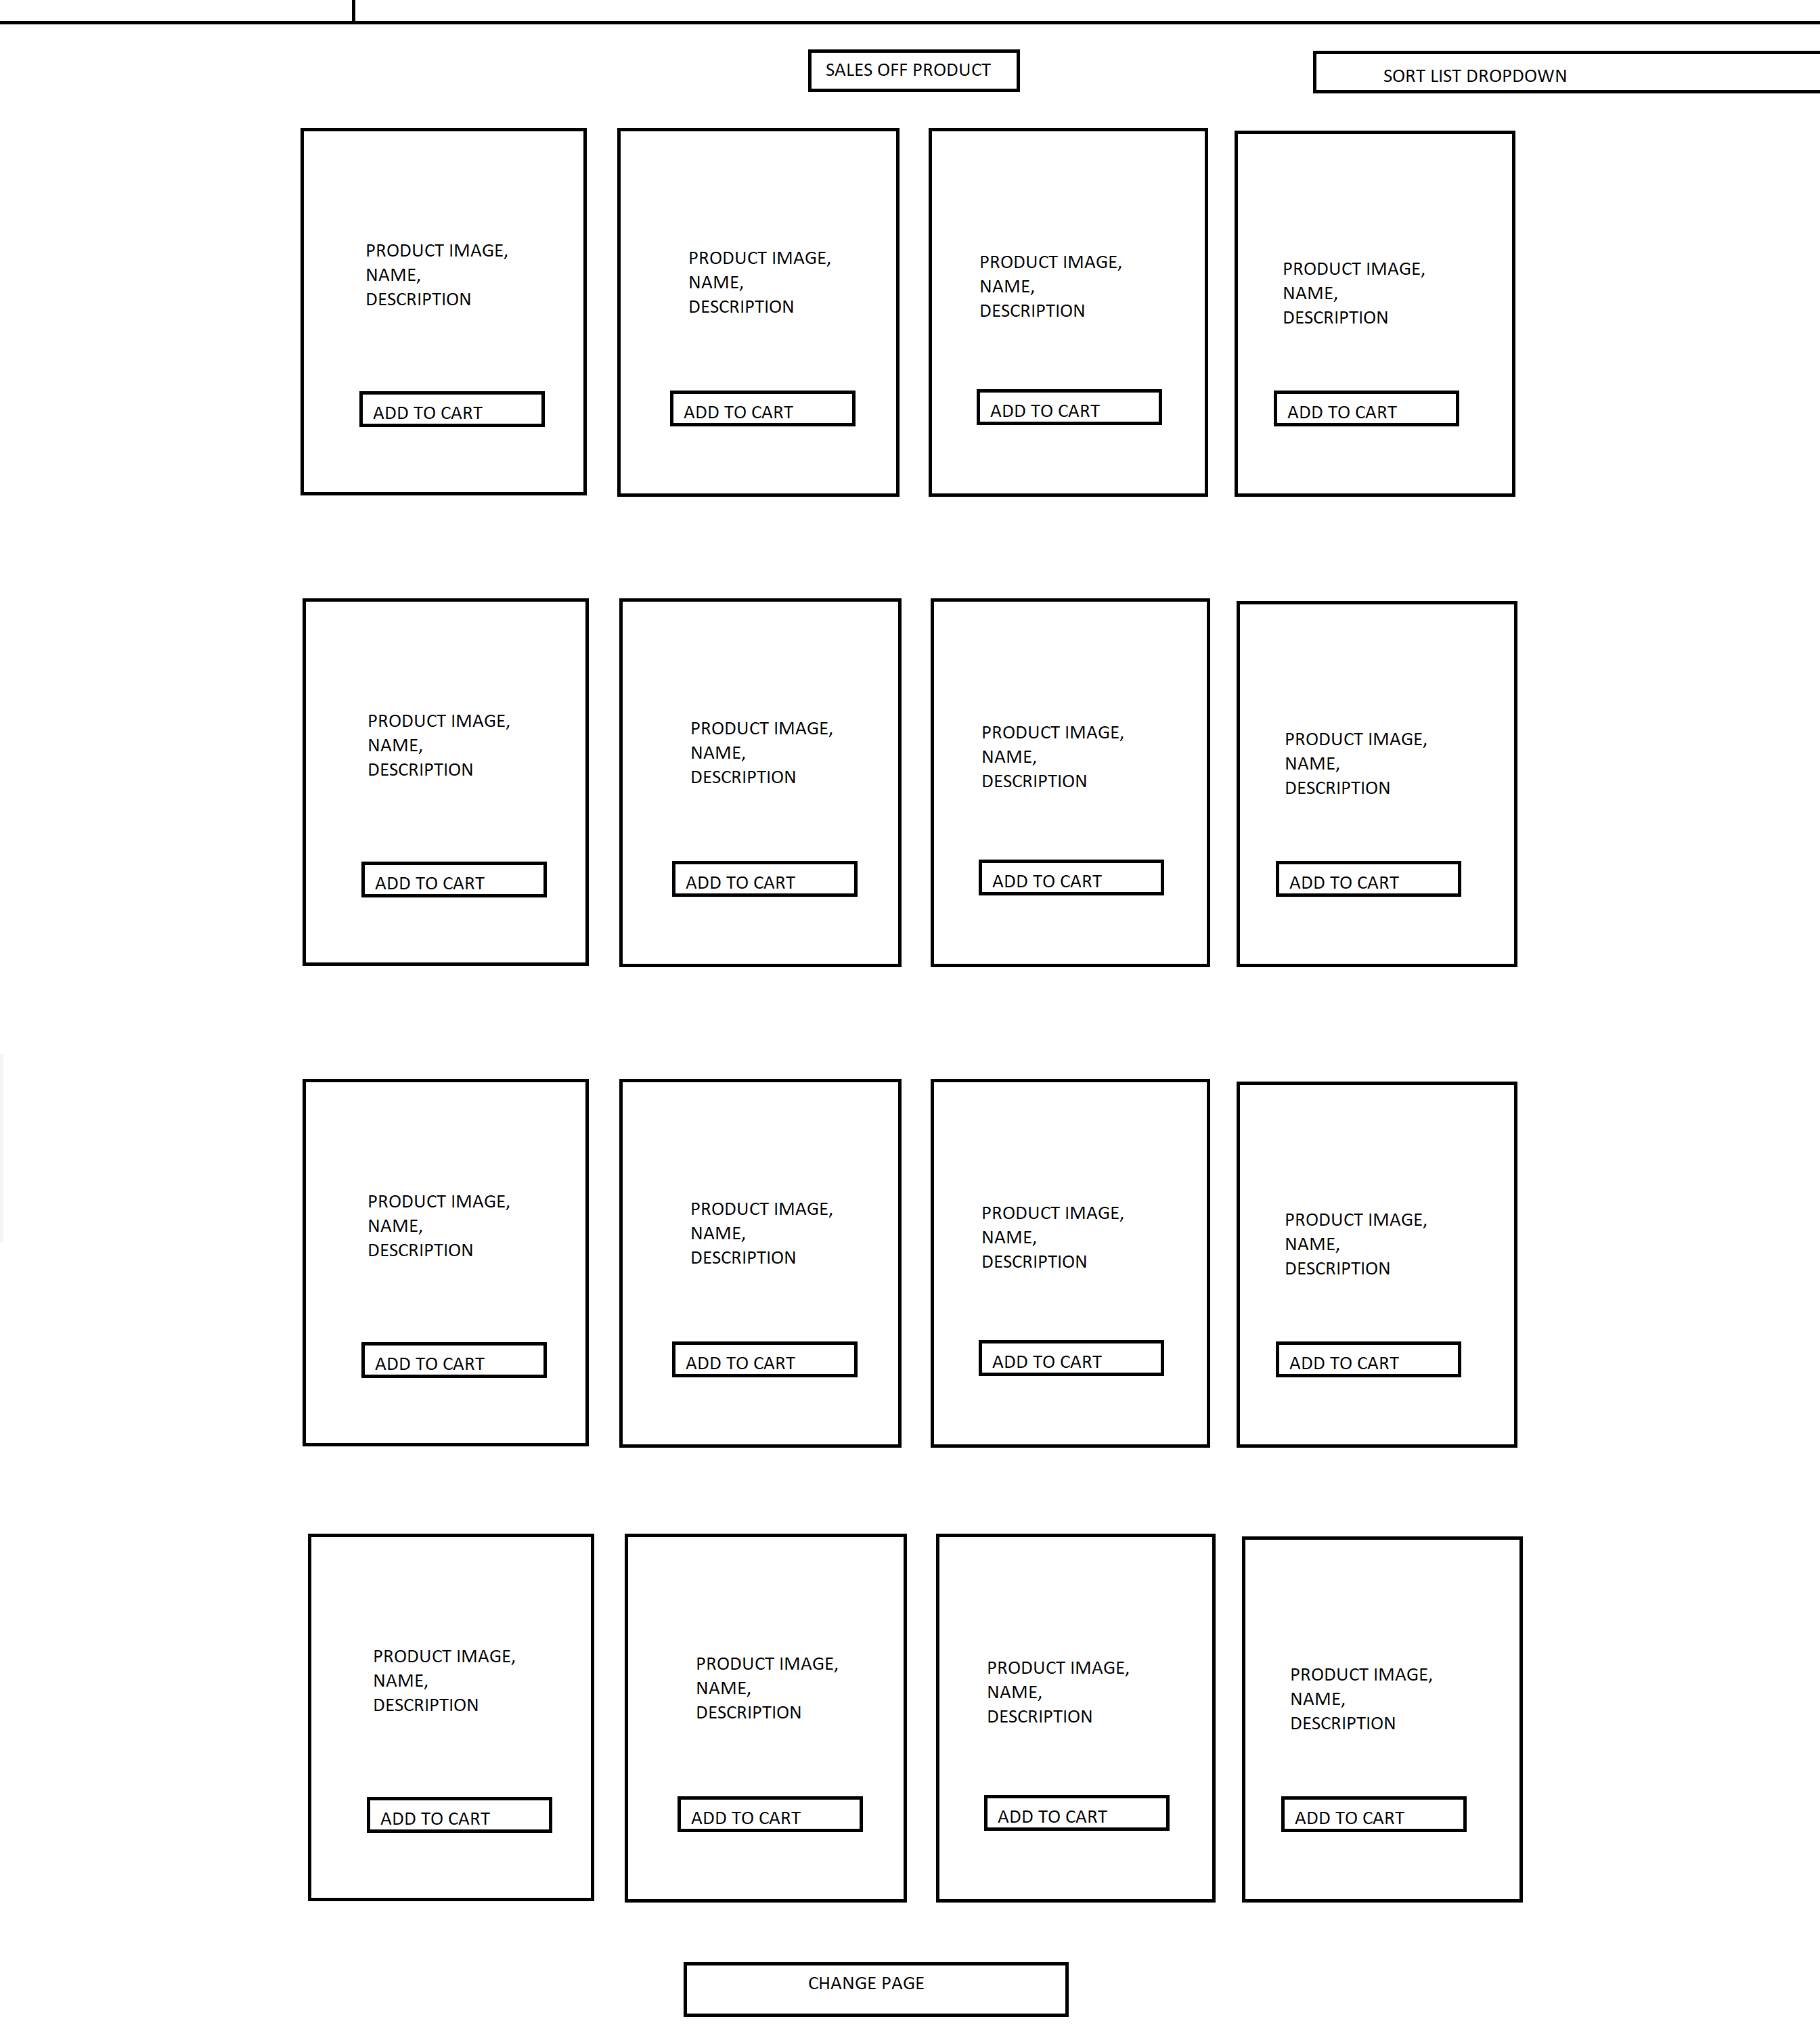 SALES OFF PRODUCT
SORT LIST DROPDOWN
PRODUCT IMAGE,
NAME,
DESCRIPTION
ADD TO CART
PRODUCT IMAGE,
NAME,
DESCRIPTION
ADD TO CART
PRODUCT IMAGE,
NAME,
DESCRIPTION
ADD TO CART
PRODUCT IMAGE,
NAME,
DESCRIPTION
ADD TO CART
PRODUCT IMAGE,
NAME,
DESCRIPTION
ADD TO CART
PRODUCT IMAGE,
NAME,
DESCRIPTION
ADD TO CART
PRODUCT IMAGE,
NAME,
DESCRIPTION
ADD TO CART
PRODUCT IMAGE,
NAME,
DESCRIPTION
ADD TO CART
PRODUCT IMAGE,
NAME,
DESCRIPTION
ADD TO CART
PRODUCT IMAGE,
NAME,
DESCRIPTION
ADD TO CART
PRODUCT IMAGE,
NAME,
DESCRIPTION
ADD TO CART
PRODUCT IMAGE,
NAME,
DESCRIPTION
ADD TO CART
PRODUCT IMAGE,
NAME,
DESCRIPTION
ADD TO CART
PRODUCT IMAGE,
NAME,
DESCRIPTION
ADD TO CART
PRODUCT IMAGE,
NAME,
DESCRIPTION
ADD TO CART
PRODUCT IMAGE,
NAME,
DESCRIPTION
ADD TO CART
CHANGE PAGE